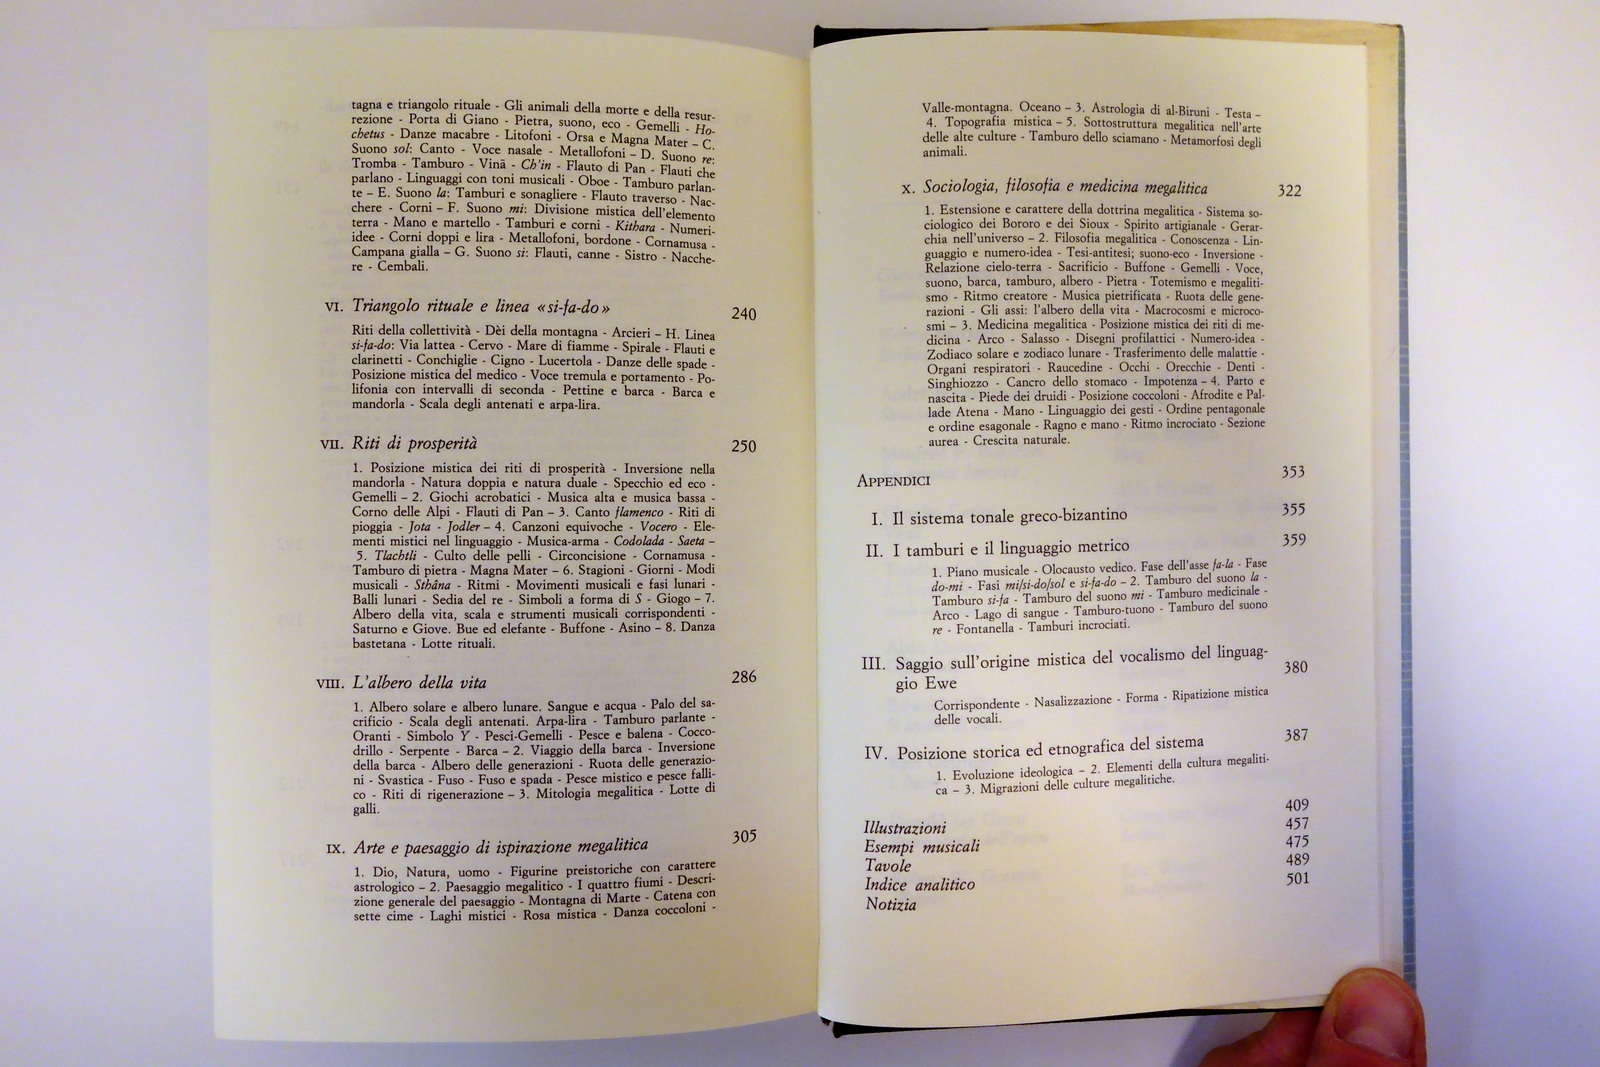 tagna e triangolo rituale - Gli animali della morte e della resur-
rezione - Porta di Giano - Pietra, suono, eco - Gemelli - Ho-
chetus - Danze macabre - Litofoni - Orsa e Magna Mater – C.
Suono sol: Canto - Voce nasale - Metallofoni – D. Suono re:
Tromba - Tamburo - Vinā - Ch'in - Flauto di Pan - Flauti che
parlano - Linguaggi con toni musicali - Oboe - Tamburo parlan-
te – E. Suono la: Tamburi e sonagliere - Flauto traverso - Nac-
chere - Corni – F. Suono mi: Divisione mistica dell'elemento
terra - Mano e martello - Tamburi e corni - Kithara - Numeri-
idee - Corni doppi e lira - Metallofoni, bordone - Cornamusa -
Campana gialla – G. Suono si: Flauti, canne - Sistro - Nacche-
re - Cembali.
VI. Triangolo rituale e linea «si-fa-do» 240
Riti della collettività - Dèi della montagna - Arcieri – H. Linea
si-fa-do: Via lattea - Cervo - Mare di fiamme - Spirale - Flauti e
clarinetti - Conchiglie - Cigno - Lucertola - Danze delle spade -
Posizione mistica del medico - Voce tremula e portamento - Po-
lifonia con intervalli di seconda - Pettine e barca - Barca e
mandorla - Scala degli antenati e arpa-lira.
VII. Riti di prosperità 250
1. Posizione mistica dei riti di prosperità - Inversione nella
mandorla - Natura doppia e natura duale - Specchio ed eco -
Gemelli – 2. Giochi acrobatici - Musica alta e musica bassa -
Corno delle Alpi - Flauti di Pan – 3. Canto flamenco - Riti di
pioggia - Jota - Jodler – 4. Canzoni equivoche - Vocero - Ele-
menti mistici nel linguaggio - Musica-arma - Codolada - Saeta –
5. Tlachtli - Culto delle pelli - Circoncisione - Cornamusa -
Tamburo di pietra - Magna Mater – 6. Stagioni - Giorni - Modi
musicali - Sthâna - Ritmi - Movimenti musicali e fasi lunari -
Balli lunari - Sedia del re - Simboli a forma di S - Giogo – 7.
Albero della vita, scala e strumenti musicali corrispondenti -
Saturno e Giove. Bue ed elefante - Buffone - Asino – 8. Danza
bastetana - Lotte rituali.
VIII. L'albero della vita 286
1. Albero solare e albero lunare. Sangue e acqua - Palo del sa-
crificio - Scala degli antenati. Arpa-lira - Tamburo parlante -
Oranti - Simbolo Y - Pesci-Gemelli - Pesce e balena - Cocco-
drillo - Serpente - Barca – 2. Viaggio della barca - Inversione
della barca - Albero delle generazioni - Ruota delle generazio-
ni - Svastica - Fuso - Fuso e spada - Pesce mistico e pesce falli-
co - Riti di rigenerazione – 3. Mitologia megalitica - Lotte di
galli.
IX. Arte e paesaggio di ispirazione megalitica 305
1. Dio, Natura, uomo - Figurine preistoriche con carattere
astrologico – 2. Paesaggio megalitico - I quattro fiumi - Descri-
zione generale del paesaggio - Montagna di Marte - Catena con
sette cime - Laghi mistici - Rosa mistica - Danza coccoloni -
Valle-montagna. Oceano – 3. Astrologia di al-Biruni - Testa –
4. Topografia mistica – 5. Sottostruttura megalitica nell'arte
delle alte culture - Tamburo dello sciamano - Metamorfosi degli
animali.
X. Sociologia, filosofia e medicina megalitica 322
1. Estensione e carattere della dottrina megalitica - Sistema so-
ciologico dei Bororo e dei Sioux - Spirito artigianale - Gerar-
chia nell'universo – 2. Filosofia megalitica - Conoscenza - Lin-
guaggio e numero-idea - Tesi-antitesi; suono-eco - Inversione -
Relazione cielo-terra - Sacrificio - Buffone - Gemelli - Voce,
suono, barca, tamburo, albero - Pietra - Totemismo e megaliti-
smo - Ritmo creatore - Musica pietrificata - Ruota delle gene-
razioni - Gli assi: l'albero della vita - Macrocosmi e microco-
smi – 3. Medicina megalitica - Posizione mistica dei riti di me-
dicina - Arco - Salasso - Disegni profilattici - Numero-idea -
Zodiaco solare e zodiaco lunare - Trasferimento delle malattie -
Organi respiratori - Raucedine - Occhi - Orecchie - Denti -
Singhiozzo - Cancro dello stomaco - Impotenza – 4. Parto e
nascita - Piede dei druidi - Posizione coccoloni - Afrodite e Pal-
lade Atena - Mano - Linguaggio dei gesti - Ordine pentagonale
e ordine esagonale - Ragno e mano - Ritmo incrociato - Sezione
aurea - Crescita naturale.
APPENDICI 353
I. Il sistema tonale greco-bizantino 355
II. I tamburi e il linguaggio metrico 359
1. Piano musicale - Olocausto vedico. Fase dell'asse fa-la - Fase
do-mi - Fasi mi/si-do/sol e si-fa-do – 2. Tamburo del suono la -
Tamburo si-fa - Tamburo del suono mi - Tamburo medicinale -
Arco - Lago di sangue - Tamburo-tuono - Tamburo del suono
re - Fontanella - Tamburi incrociati.
III. Saggio sull'origine mistica del vocalismo del linguag-
gio Ewe 380
Corrispondente - Nasalizzazione - Forma - Ripatizione mistica
delle vocali.
IV. Posizione storica ed etnografica del sistema 387
1. Evoluzione ideologica – 2. Elementi della cultura megaliti-
ca – 3. Migrazioni delle culture megalitiche.
Illustrazioni 409
Esempi musicali 457
Tavole 475
Indice analitico 489
Notizia 501